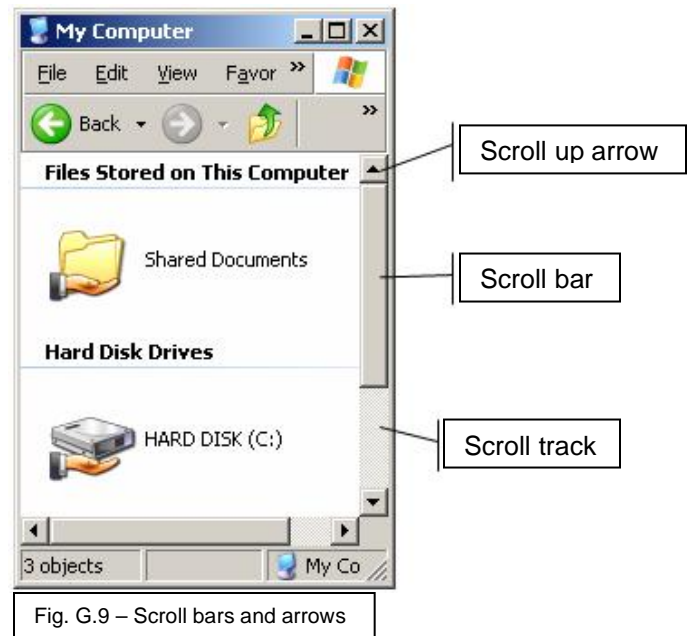 My Computer
File Edit View Favor »
Back »
Files Stored on This Computer
Scroll up arrow
Shared Documents
Scroll bar
Hard Disk Drives
HARD DISK (C:)
Scroll track
3 objects My Co
Fig. G.9 – Scroll bars and arrows